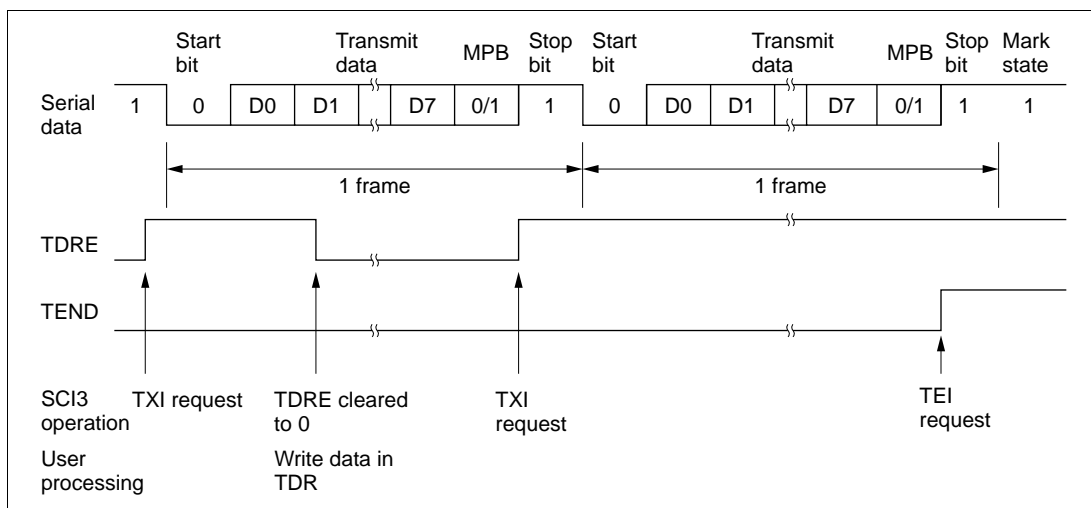 Start bit
Transmit data
MPB
Stop bit
Start bit
Transmit data
MPB
Stop bit
Mark state
Serial data
1
0
D0
D1
D7
0/1
1
0
D0
D1
D7
0/1
1
1
1 frame
1 frame
TDRE
TEND
SCI3 operation
TXI request
TDRE cleared to 0
TXI request
TEI request
User processing
Write data in TDR